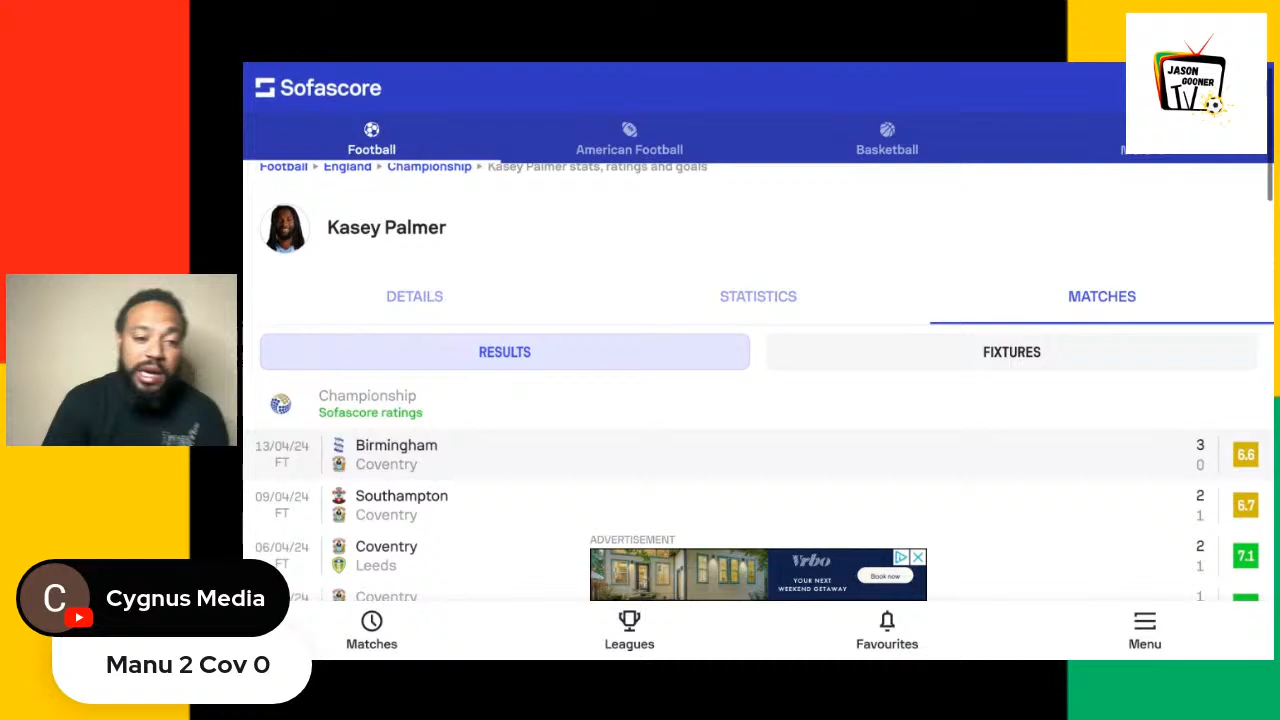 JASON
GOONER
TV
Sofascore
Football
American Football
Basketball
Football ▸ England ▸ Championship ▸ Kasey Palmer stats, ratings and goals
Kasey Palmer
DETAILS
STATISTICS
MATCHES
RESULTS
FIXTURES
Championship
Sofascore ratings
13/04/24
FT
Birmingham 3
Coventry 0
6.6
09/04/24
FT
Southampton 2
Coventry 1
6.7
06/04/24
FT
Coventry 2
Leeds 1
7.1
Coventry 1
ADVERTISEMENT
Vrbo
YOUR NEXT
WEEKEND GETAWAY
Book now
Matches
Leagues
Favourites
Menu
C
Cygnus Media
Manu 2 Cov 0